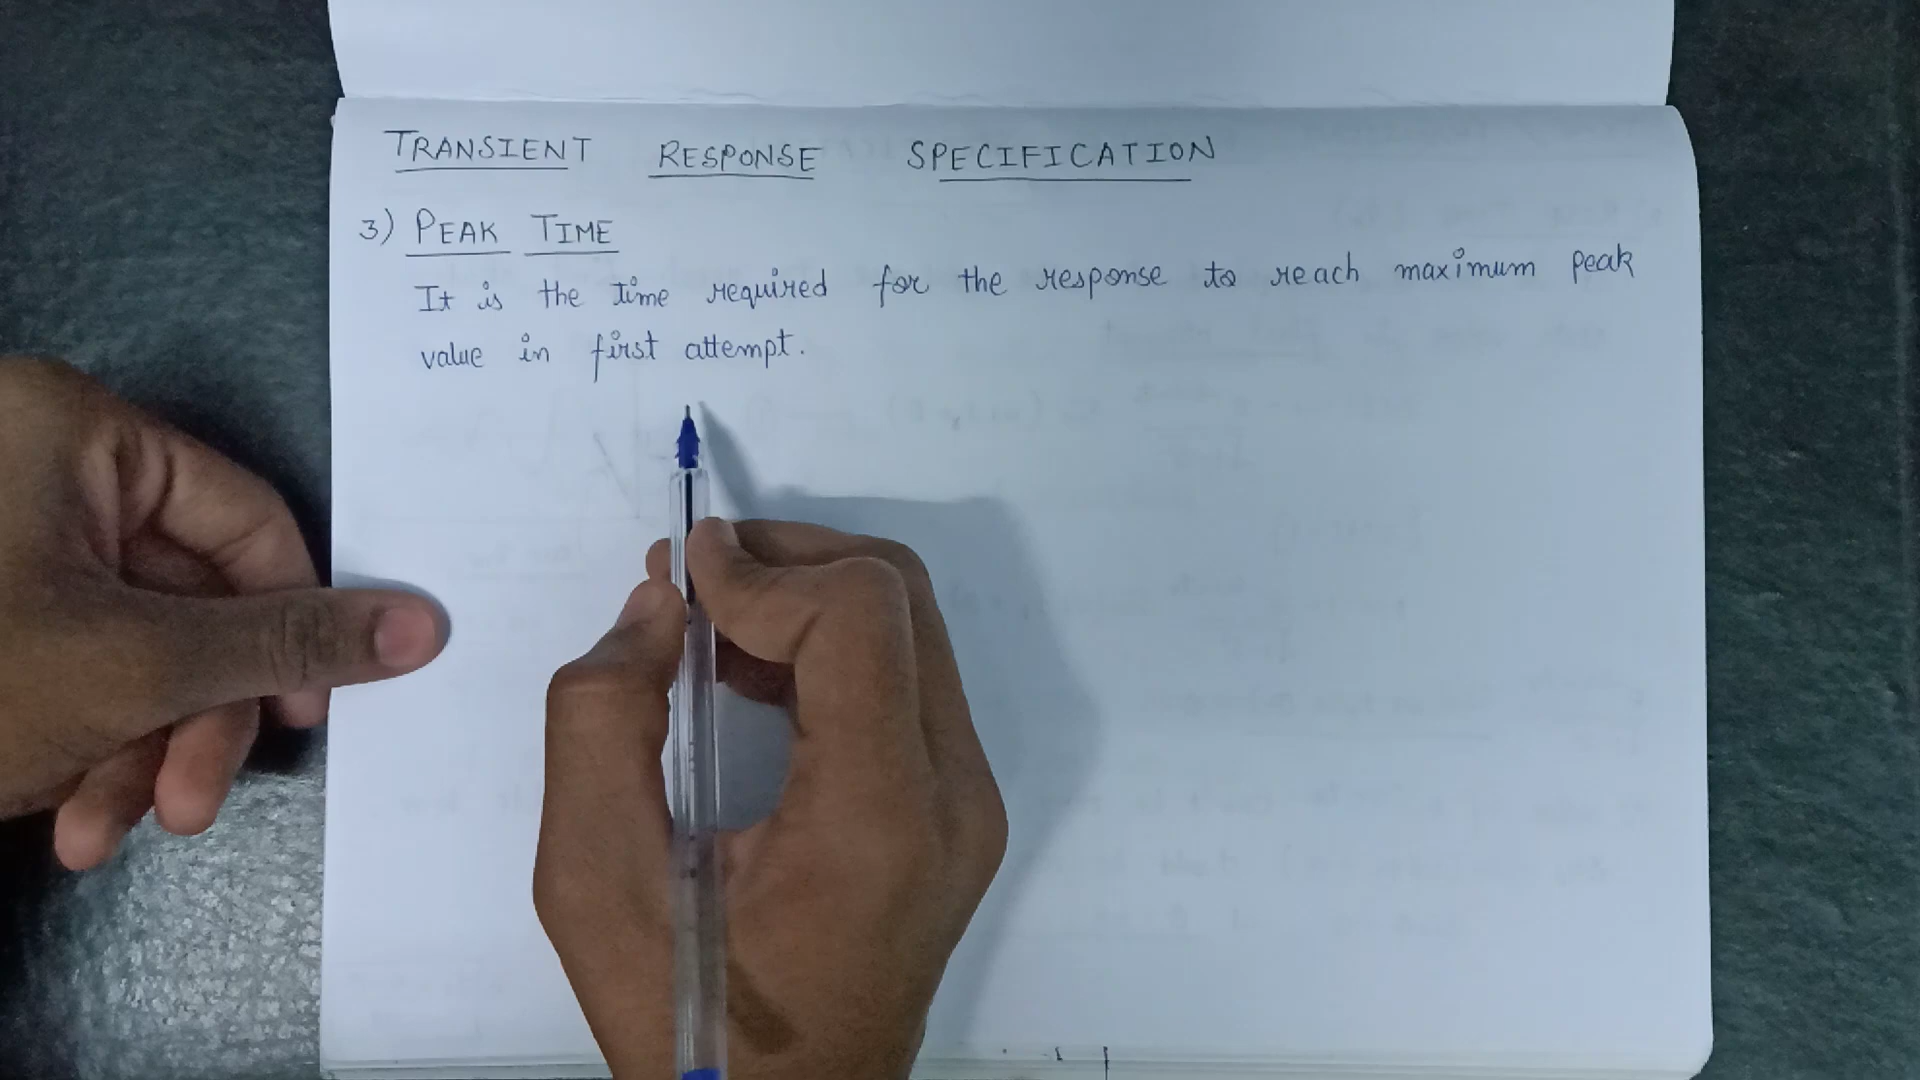 TRANSIENT RESPONSE SPECIFICATION
3) PEAK TIME
It is the time required for the response to reach maximum peak
value in first attempt.